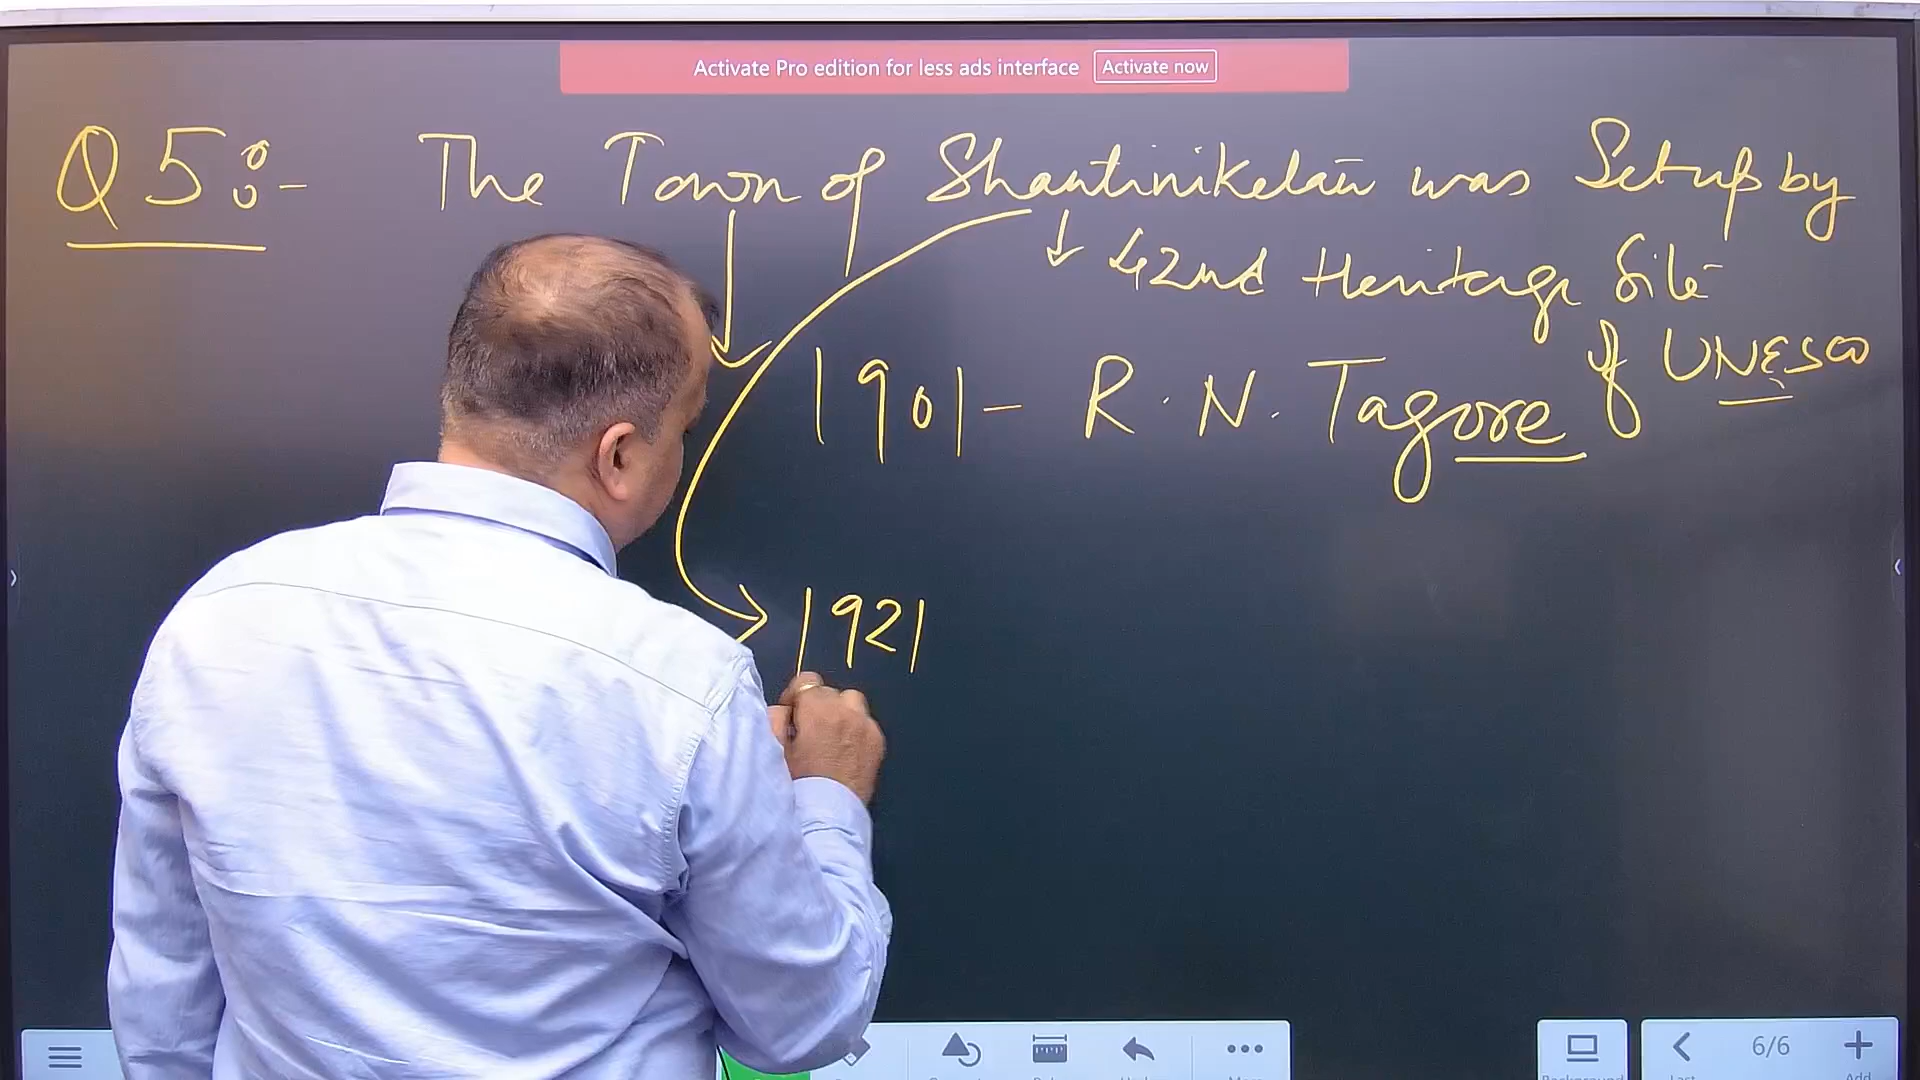 Activate Pro edition for less ads interface Activate now
Q 5:- The Town of Shantiniketan was Setup by
42nd Heritage Site
of UNESCO
1901 - R. N. Tagore
1921
6/6